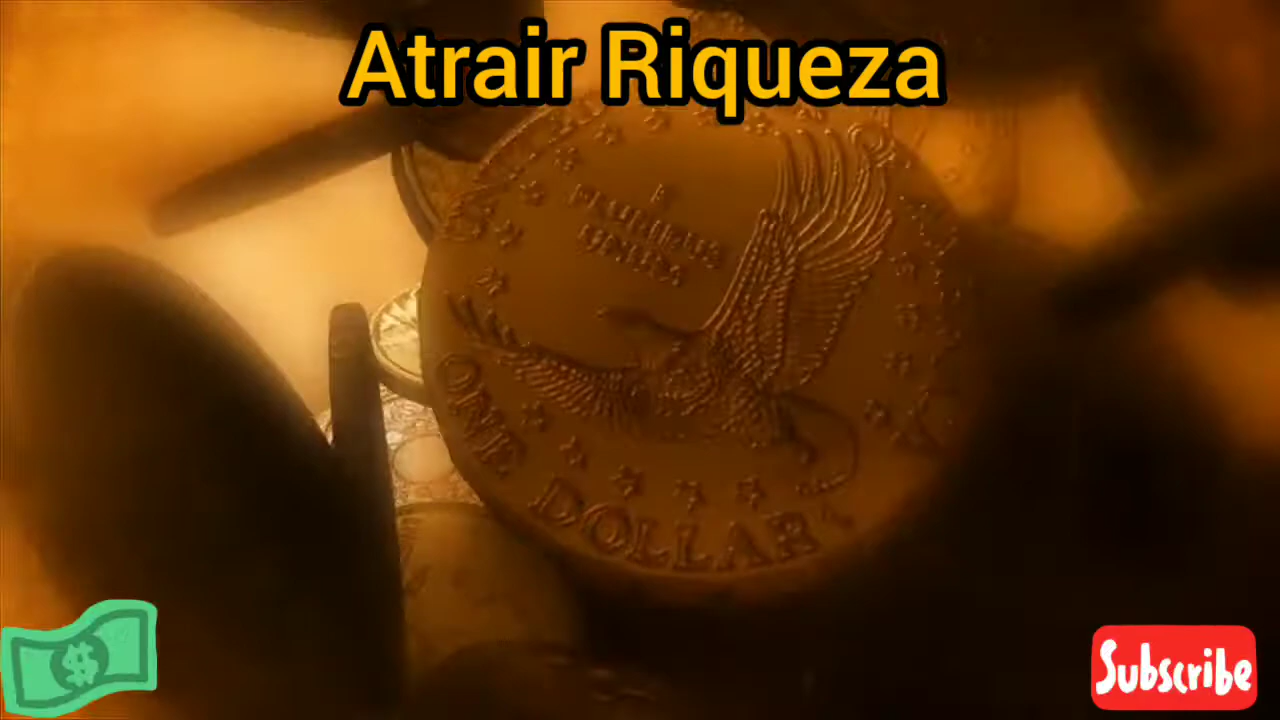 Atrair Riqueza
E
PLURIBUS
UNUM
ONE DOLLAR
$
Subscribe